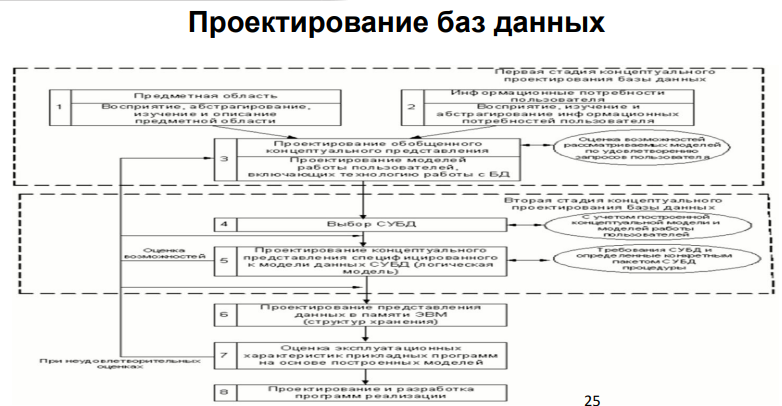 Проектирование баз данных
Первая стадия концептуального
проектирования базы данных
1
Предметная область
Восприятие, абстрагирование,
изучение и описание
предметной области
2
Информационные потребности
пользователя
Восприятие, изучение и
абстрагирование информационных
потребностей пользователя
3
Проектирование обобщенного
концептуального представления
Проектирование моделей
работы пользователей,
включающих технологию работы с БД
Оценка возможностей
рассматриваемых моделей
по удовлетворению
запросов пользователя
Вторая стадия концептуального
проектирования базы данных
4
Выбор СУБД
С учетом построенной
концептуальной модели и
моделей работы
пользователей
Оценка
возможностей
5
Проектирование концептуального
представления специфицированного
к модели данных СУБД (логическая
модель)
Требования СУБД и
определенные конкретным
пакетом СУБД
процедуры
6
Проектирование представления
данных в памяти ЭВМ
(структур хранения)
При неудовлетворительных
оценках
7
Оценка эксплуатационных
характеристик прикладных программ
на основе построенных моделей
8
Проектирование и разработка
программ реализации
25